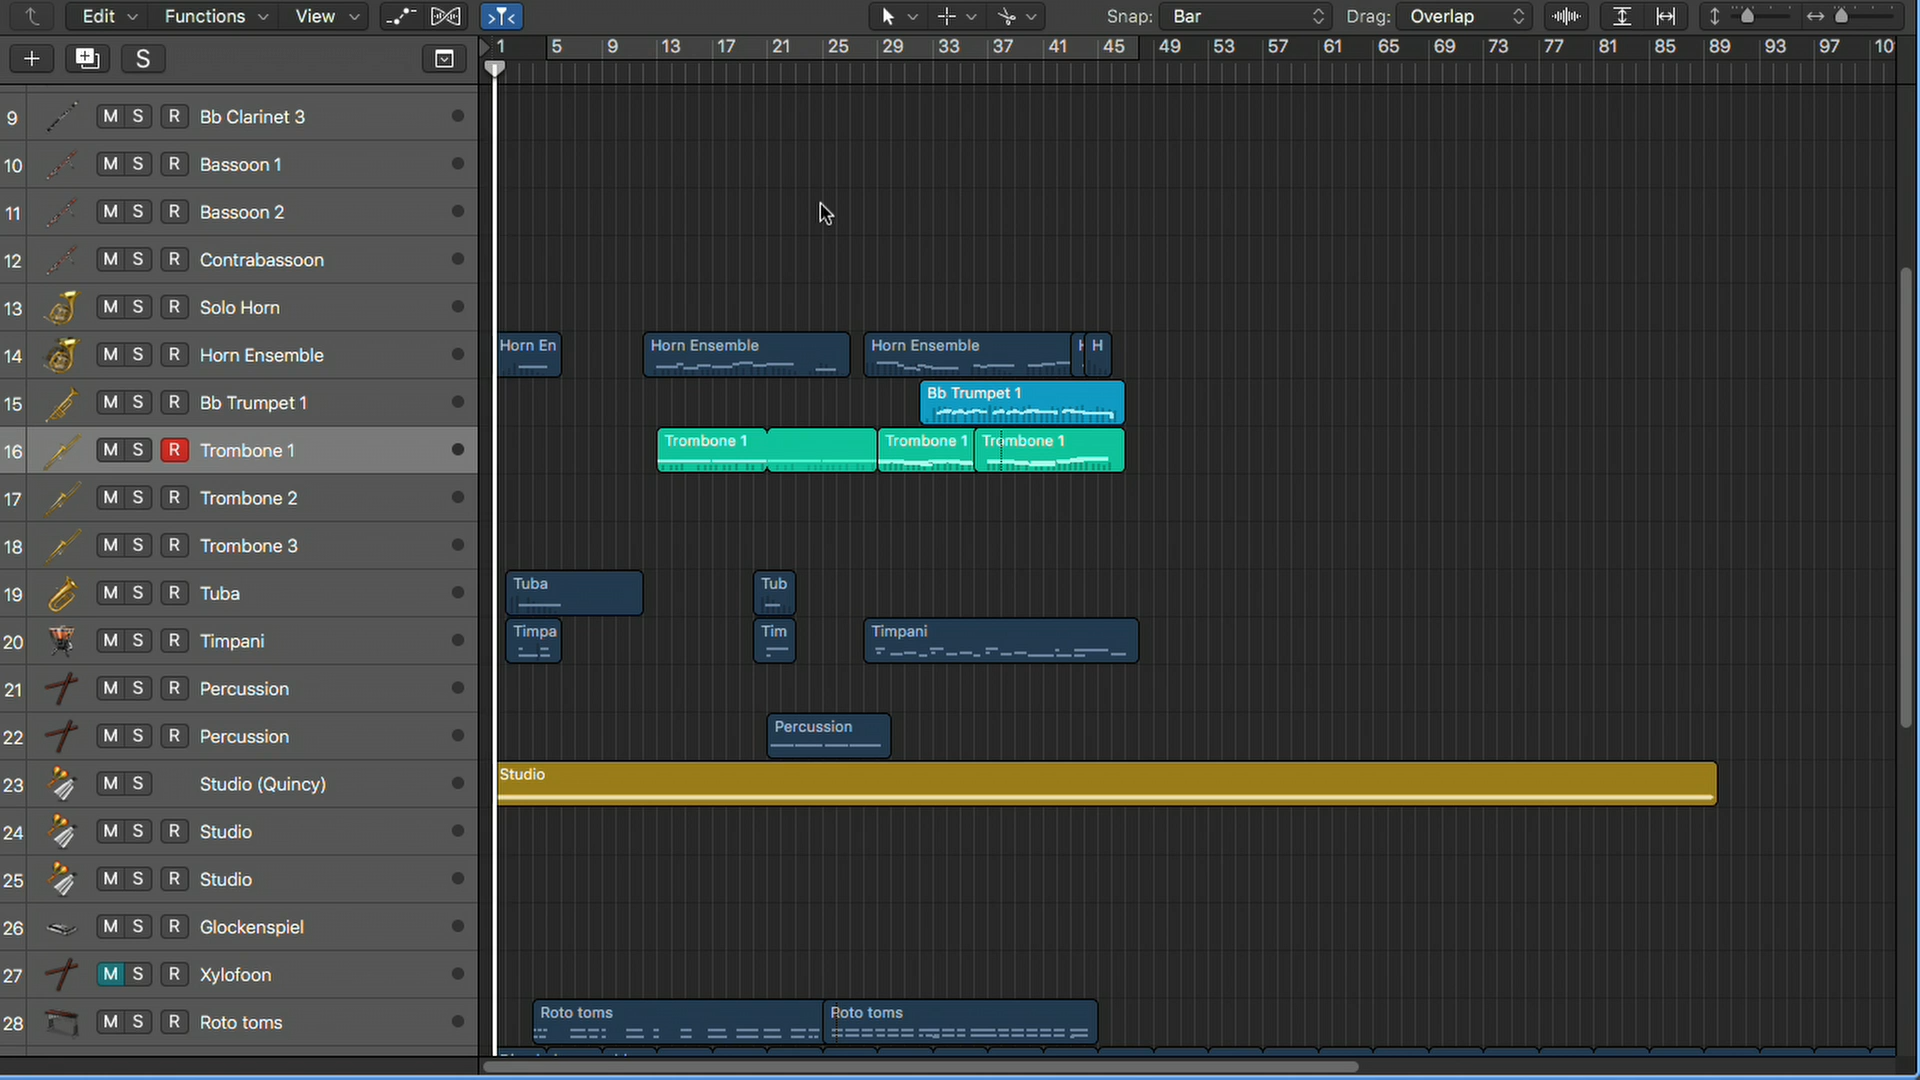 Edit Functions View Snap: Bar Drag: Overlap
S 1 5 9 13 17 21 25 29 33 37 41 45 49 53 57 61 65 69 73 77 81 85 89 93 97 10
9 M S R Bb Clarinet 3
10 M S R Bassoon 1
11 M S R Bassoon 2
12 M S R Contrabassoon
13 M S R Solo Horn
14 M S R Horn Ensemble Horn En Horn Ensemble Horn Ensemble H H
15 M S R Bb Trumpet 1 Bb Trumpet 1
16 M S R Trombone 1 Trombone 1 Trombone 1 Trombone 1
17 M S R Trombone 2
18 M S R Trombone 3
19 M S R Tuba Tuba Tub
20 M S R Timpani Timpa Tim Timpani
21 M S R Percussion
22 M S R Percussion Percussion
23 M S Studio (Quincy) Studio
24 M S R Studio
25 M S R Studio
26 M S R Glockenspiel
27 M S R Xylofoon
28 M S R Roto toms Roto toms Roto toms